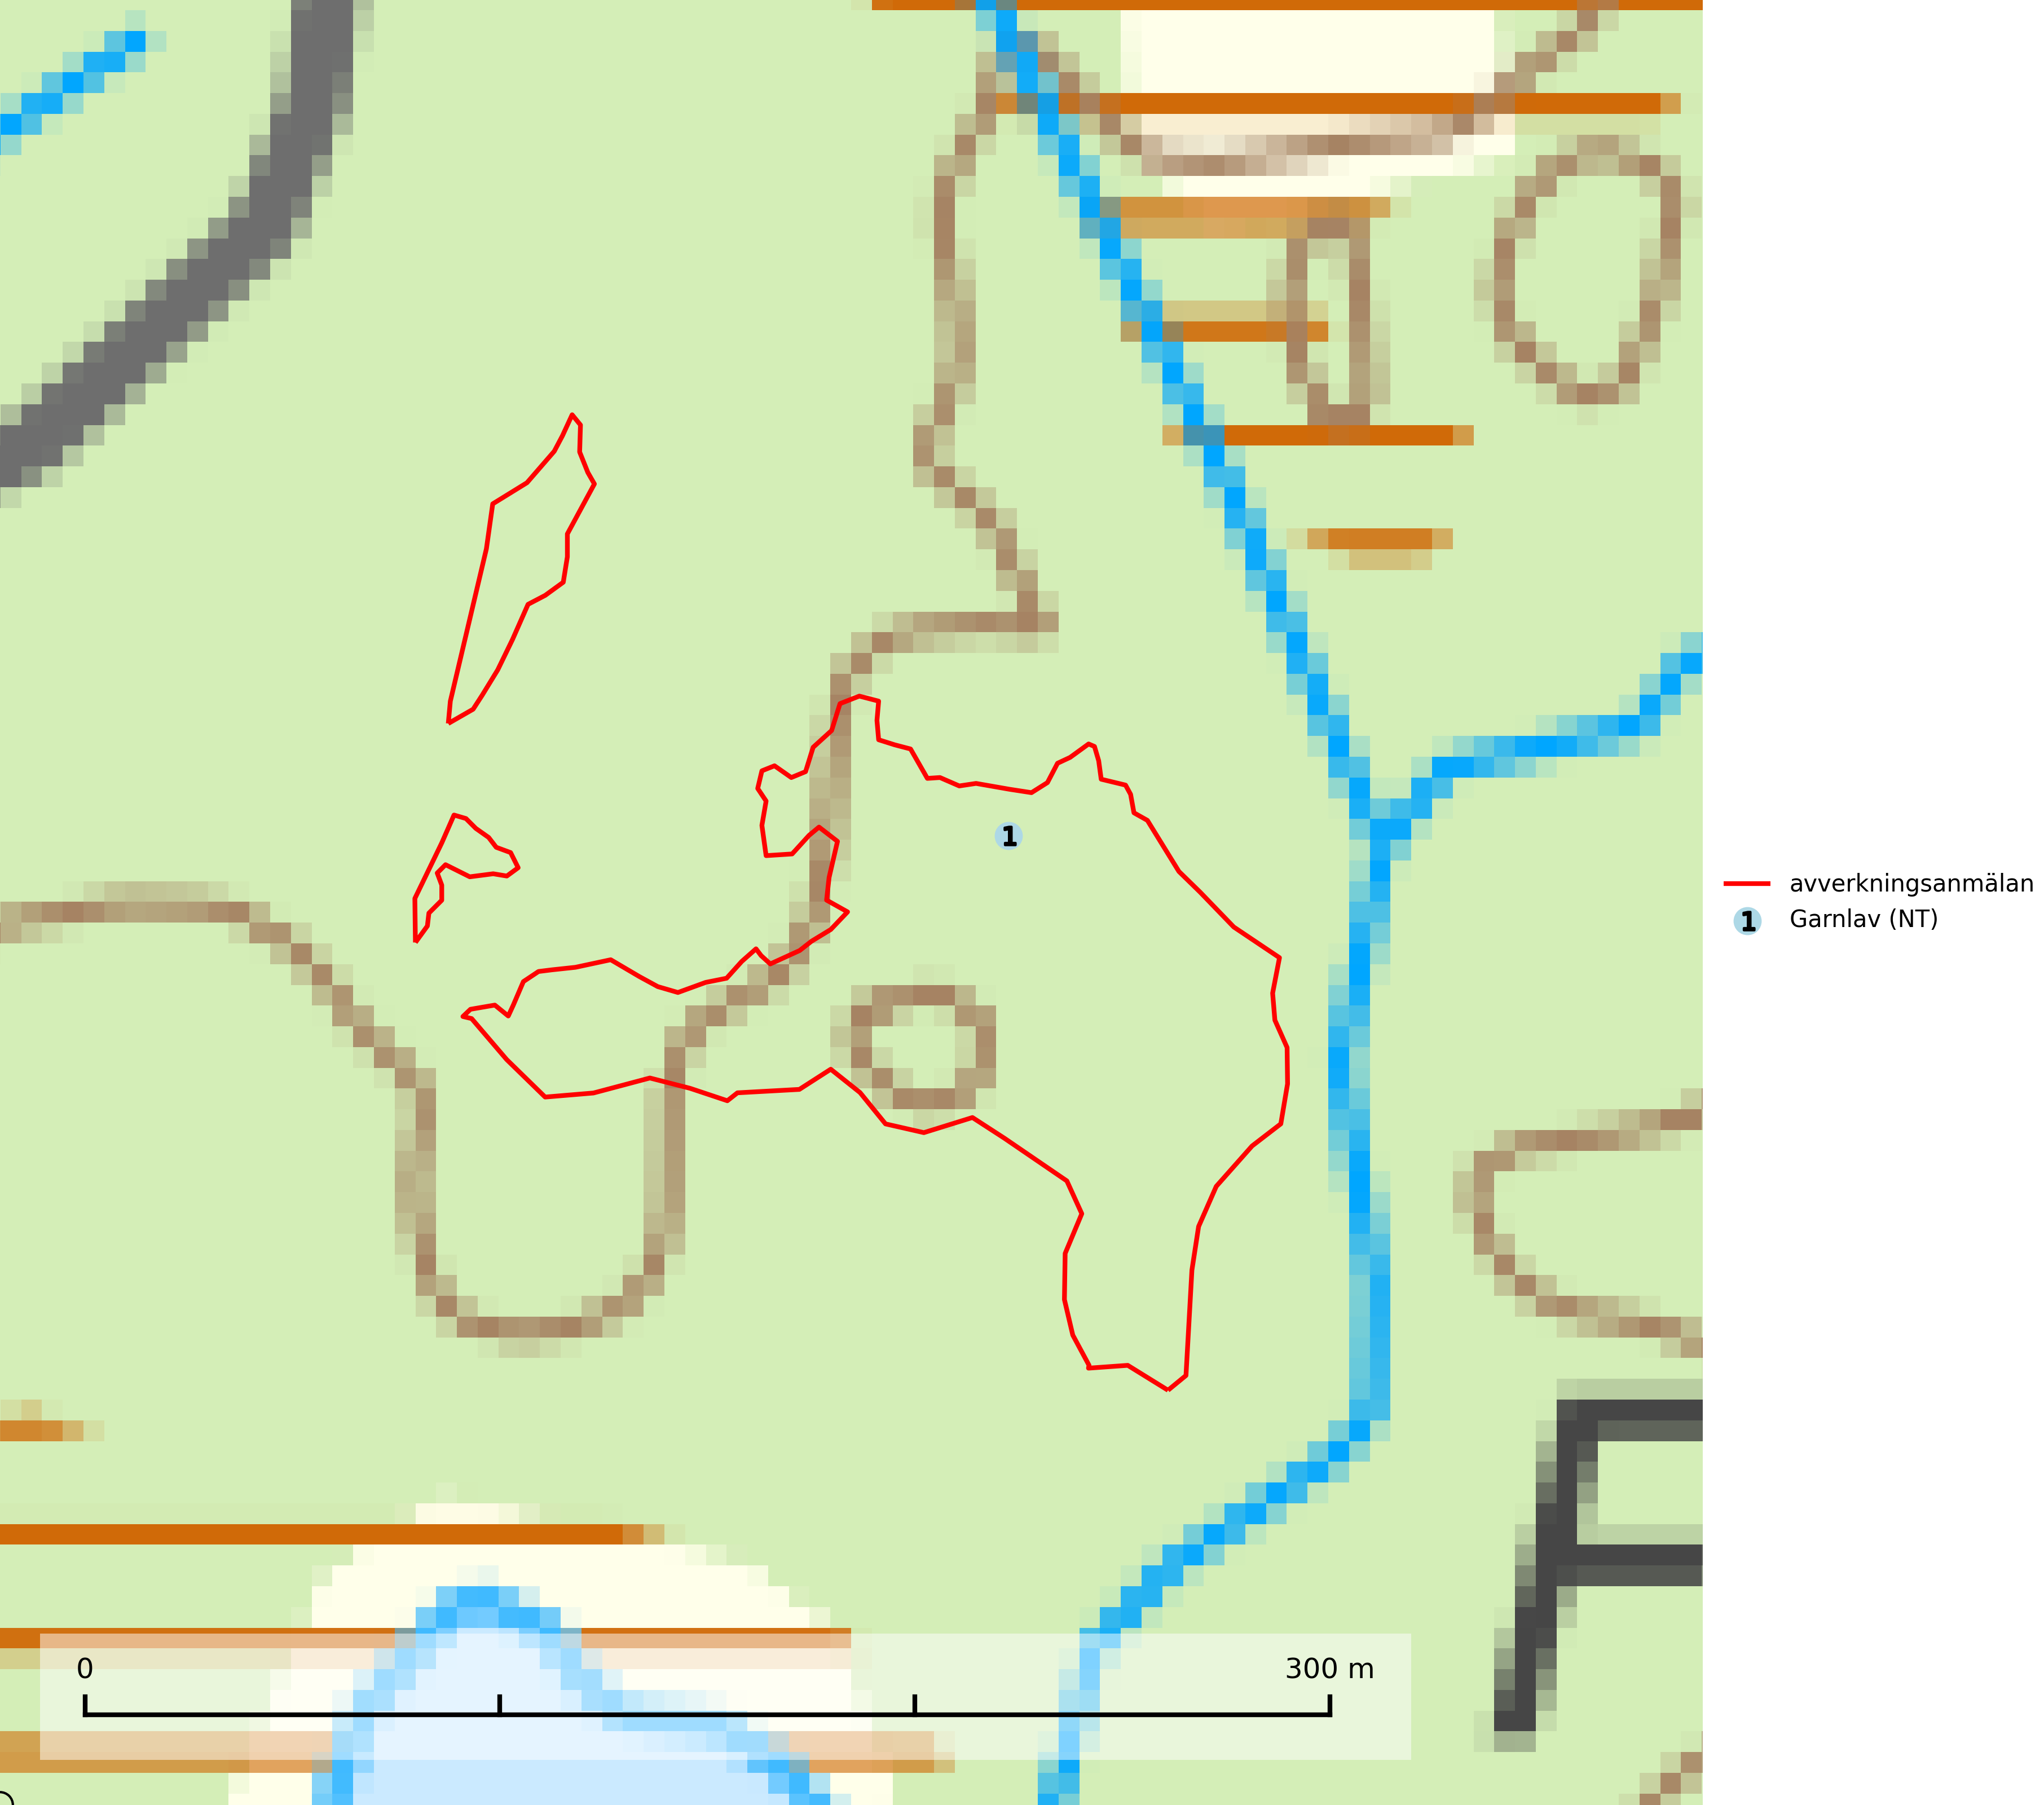 1
avverkningsanmälan
1 Garnlav (NT)
0 300 m